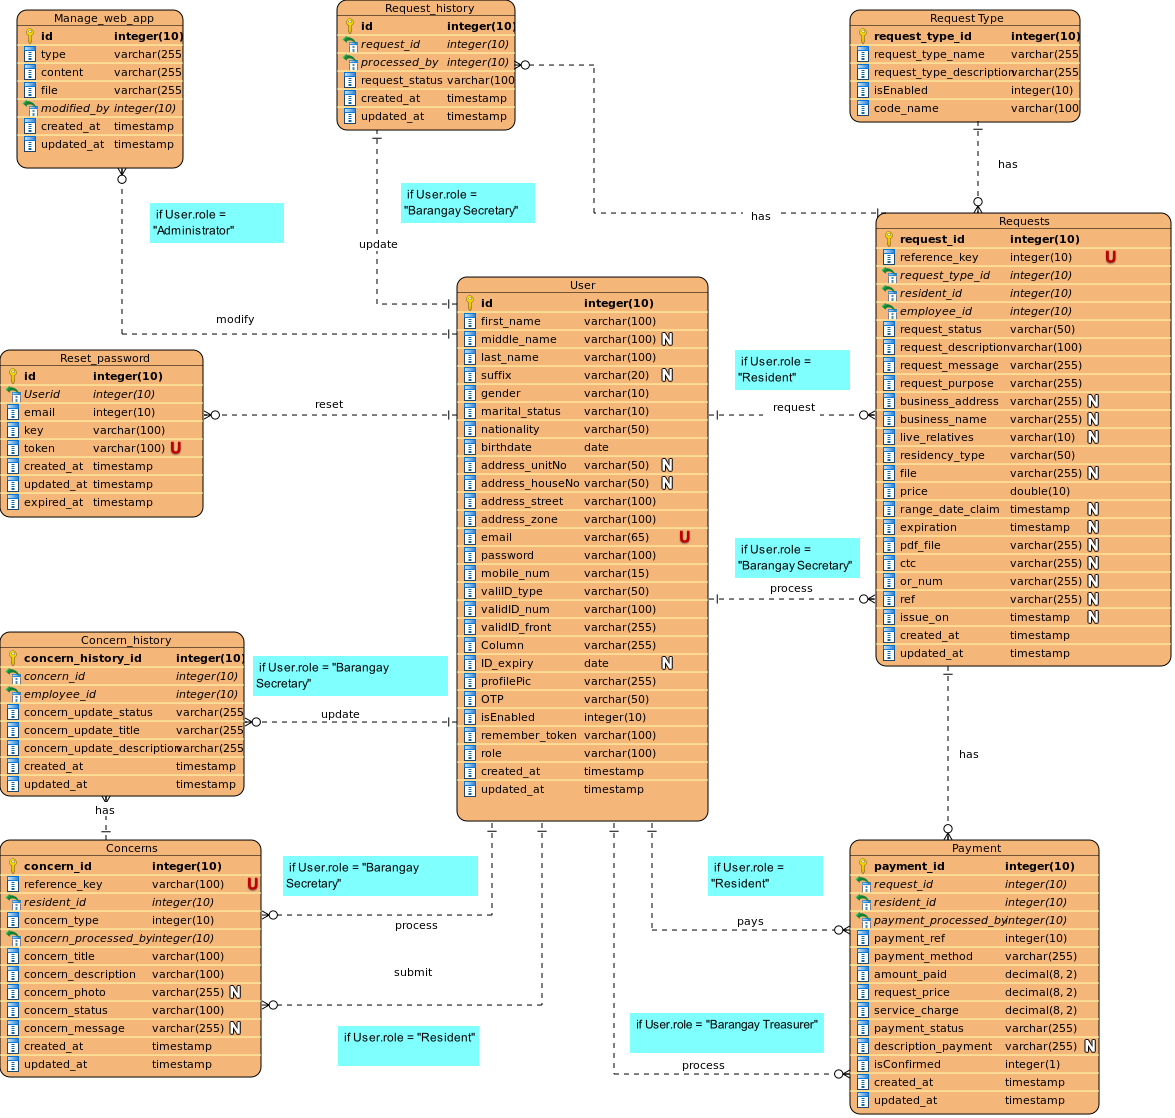 Manage_web_app
id integer(10)
type varchar(255
content varchar(255
file varchar(255
modified_by integer(10)
created_at timestamp
updated_at timestamp
Request_history
id integer(10)
request_id integer(10)
processed_by integer(10)
request_status varchar(100
created_at timestamp
updated_at timestamp
Request Type
request_type_id integer(10)
request_type_name varchar(255
request_type_description varchar(255
isEnabled integer(10)
code_name varchar(100
has
if User.role =
"Administrator"
if User.role =
"Barangay Secretary"
has
update
modify
Requests
request_id integer(10)
reference_key integer(10) U
request_type_id integer(10)
resident_id integer(10)
employee_id integer(10)
request_status varchar(50)
request_description varchar(100)
request_message varchar(255)
request_purpose varchar(255)
business_address varchar(255) N
business_name varchar(255) N
live_relatives varchar(10) N
residency_type varchar(50)
file varchar(255) N
price double(10)
range_date_claim timestamp N
expiration timestamp N
pdf_file varchar(255) N
ctc varchar(255) N
or_num varchar(255) N
ref varchar(255) N
issue_on timestamp N
created_at timestamp
updated_at timestamp
User
id integer(10)
first_name varchar(100)
middle_name varchar(100) N
last_name varchar(100)
suffix varchar(20) N
gender varchar(10)
marital_status varchar(10)
nationality varchar(50)
birthdate date
address_unitNo varchar(50) N
address_houseNo varchar(50) N
address_street varchar(100)
address_zone varchar(100)
email varchar(65) U
password varchar(100)
mobile_num varchar(15)
valiID_type varchar(50)
validID_num varchar(100)
validID_front varchar(255)
Column varchar(255)
ID_expiry date N
profilePic varchar(255)
OTP varchar(50)
isEnabled integer(10)
remember_token varchar(100)
role varchar(100)
created_at timestamp
updated_at timestamp
Reset_password
id integer(10)
Userid integer(10)
email integer(10)
key varchar(100)
token varchar(100) U
created_at timestamp
updated_at timestamp
expired_at timestamp
reset
if User.role =
"Resident"
request
if User.role =
"Barangay Secretary"
process
Concern_history
concern_history_id integer(10)
concern_id integer(10)
employee_id integer(10)
concern_update_status varchar(255
concern_update_title varchar(255
concern_update_description varchar(255
created_at timestamp
updated_at timestamp
if User.role = "Barangay
Secretary"
update
has
has
Concerns
concern_id integer(10)
reference_key varchar(100) U
resident_id integer(10)
concern_type integer(10)
concern_processed_by integer(10)
concern_title varchar(100)
concern_description varchar(100)
concern_photo varchar(255) N
concern_status varchar(100)
concern_message varchar(255) N
created_at timestamp
updated_at timestamp
if User.role = "Barangay
Secretary"
process
submit
if User.role = "Resident"
if User.role =
"Resident"
pays
if User.role = "Barangay Treasurer"
process
Payment
payment_id integer(10)
request_id integer(10)
resident_id integer(10)
payment_processed_by integer(10)
payment_ref integer(10)
payment_method varchar(255)
amount_paid decimal(8, 2)
request_price decimal(8, 2)
service_charge decimal(8, 2)
payment_status varchar(255)
description_payment varchar(255) N
isConfirmed integer(1)
created_at timestamp
updated_at timestamp